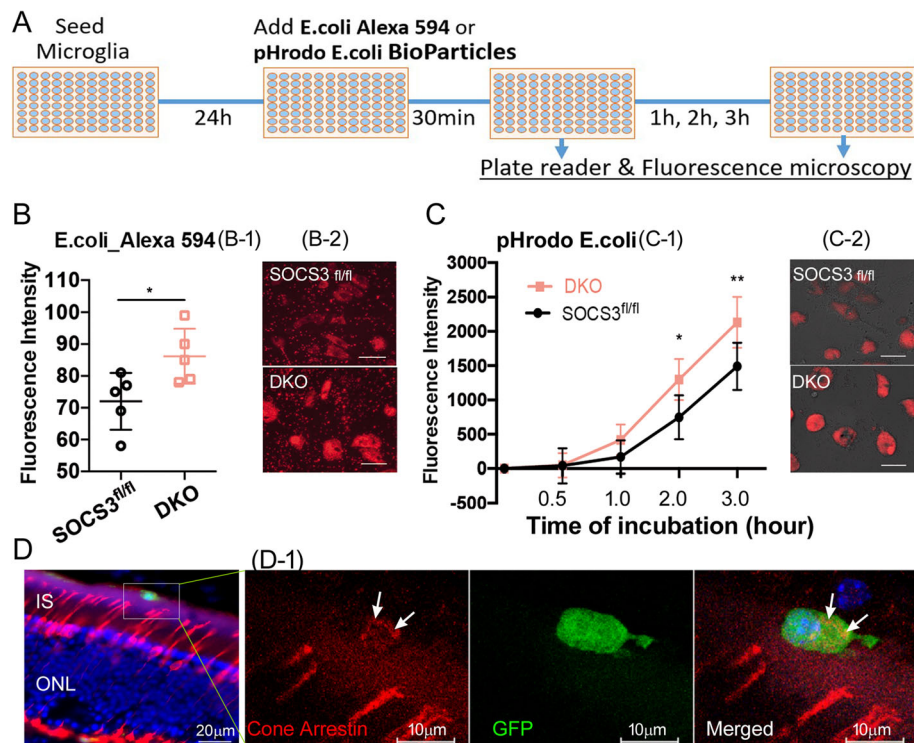 A
Seed
Microglia
Add E.coli Alexa 594 or
pHrodo E.coli BioParticles
24h
30min
1h, 2h, 3h
Plate reader & Fluorescence microscopy
B
E.coli_Alexa 594 (B-1)
(B-2)
Fluorescence Intensity
110
100
90
80
70
60
50
*
SOCS3fl/fl
DKO
SOCS3 fl/fl
DKO
C
pHrodo E.coli (C-1)
(C-2)
Fluorescence Intensity
3000
2500
2000
1500
1000
500
0
-500
DKO
SOCS3fl/fl
*
**
0.5
1.0
2.0
3.0
Time of incubation (hour)
SOCS3 fl/fl
DKO
D
(D-1)
IS
ONL
20μm
Cone Arrestin
10μm
GFP
10μm
Merged
10μm